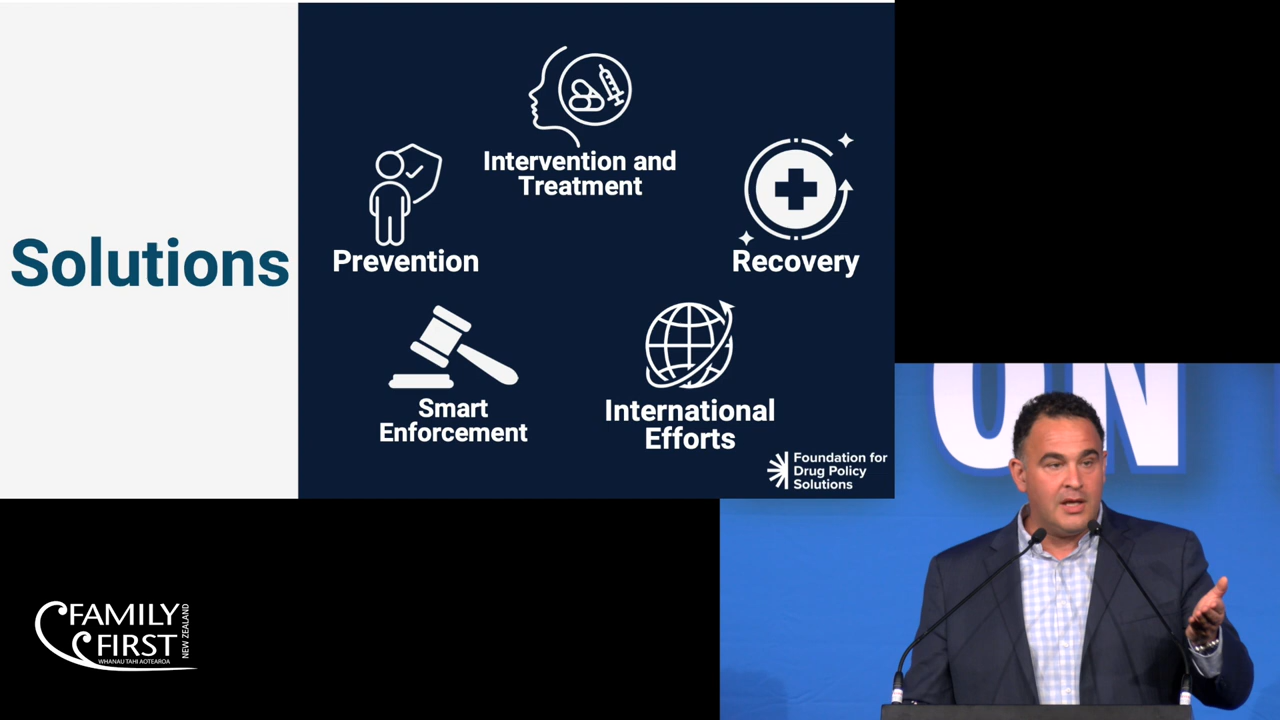 Solutions
Intervention and
Treatment
Prevention
Recovery
Smart
Enforcement
International
Efforts
Foundation for
Drug Policy
Solutions
ON
FAMILY
FIRST
NEW ZEALAND
WHANAU TAHI AOTEAROA